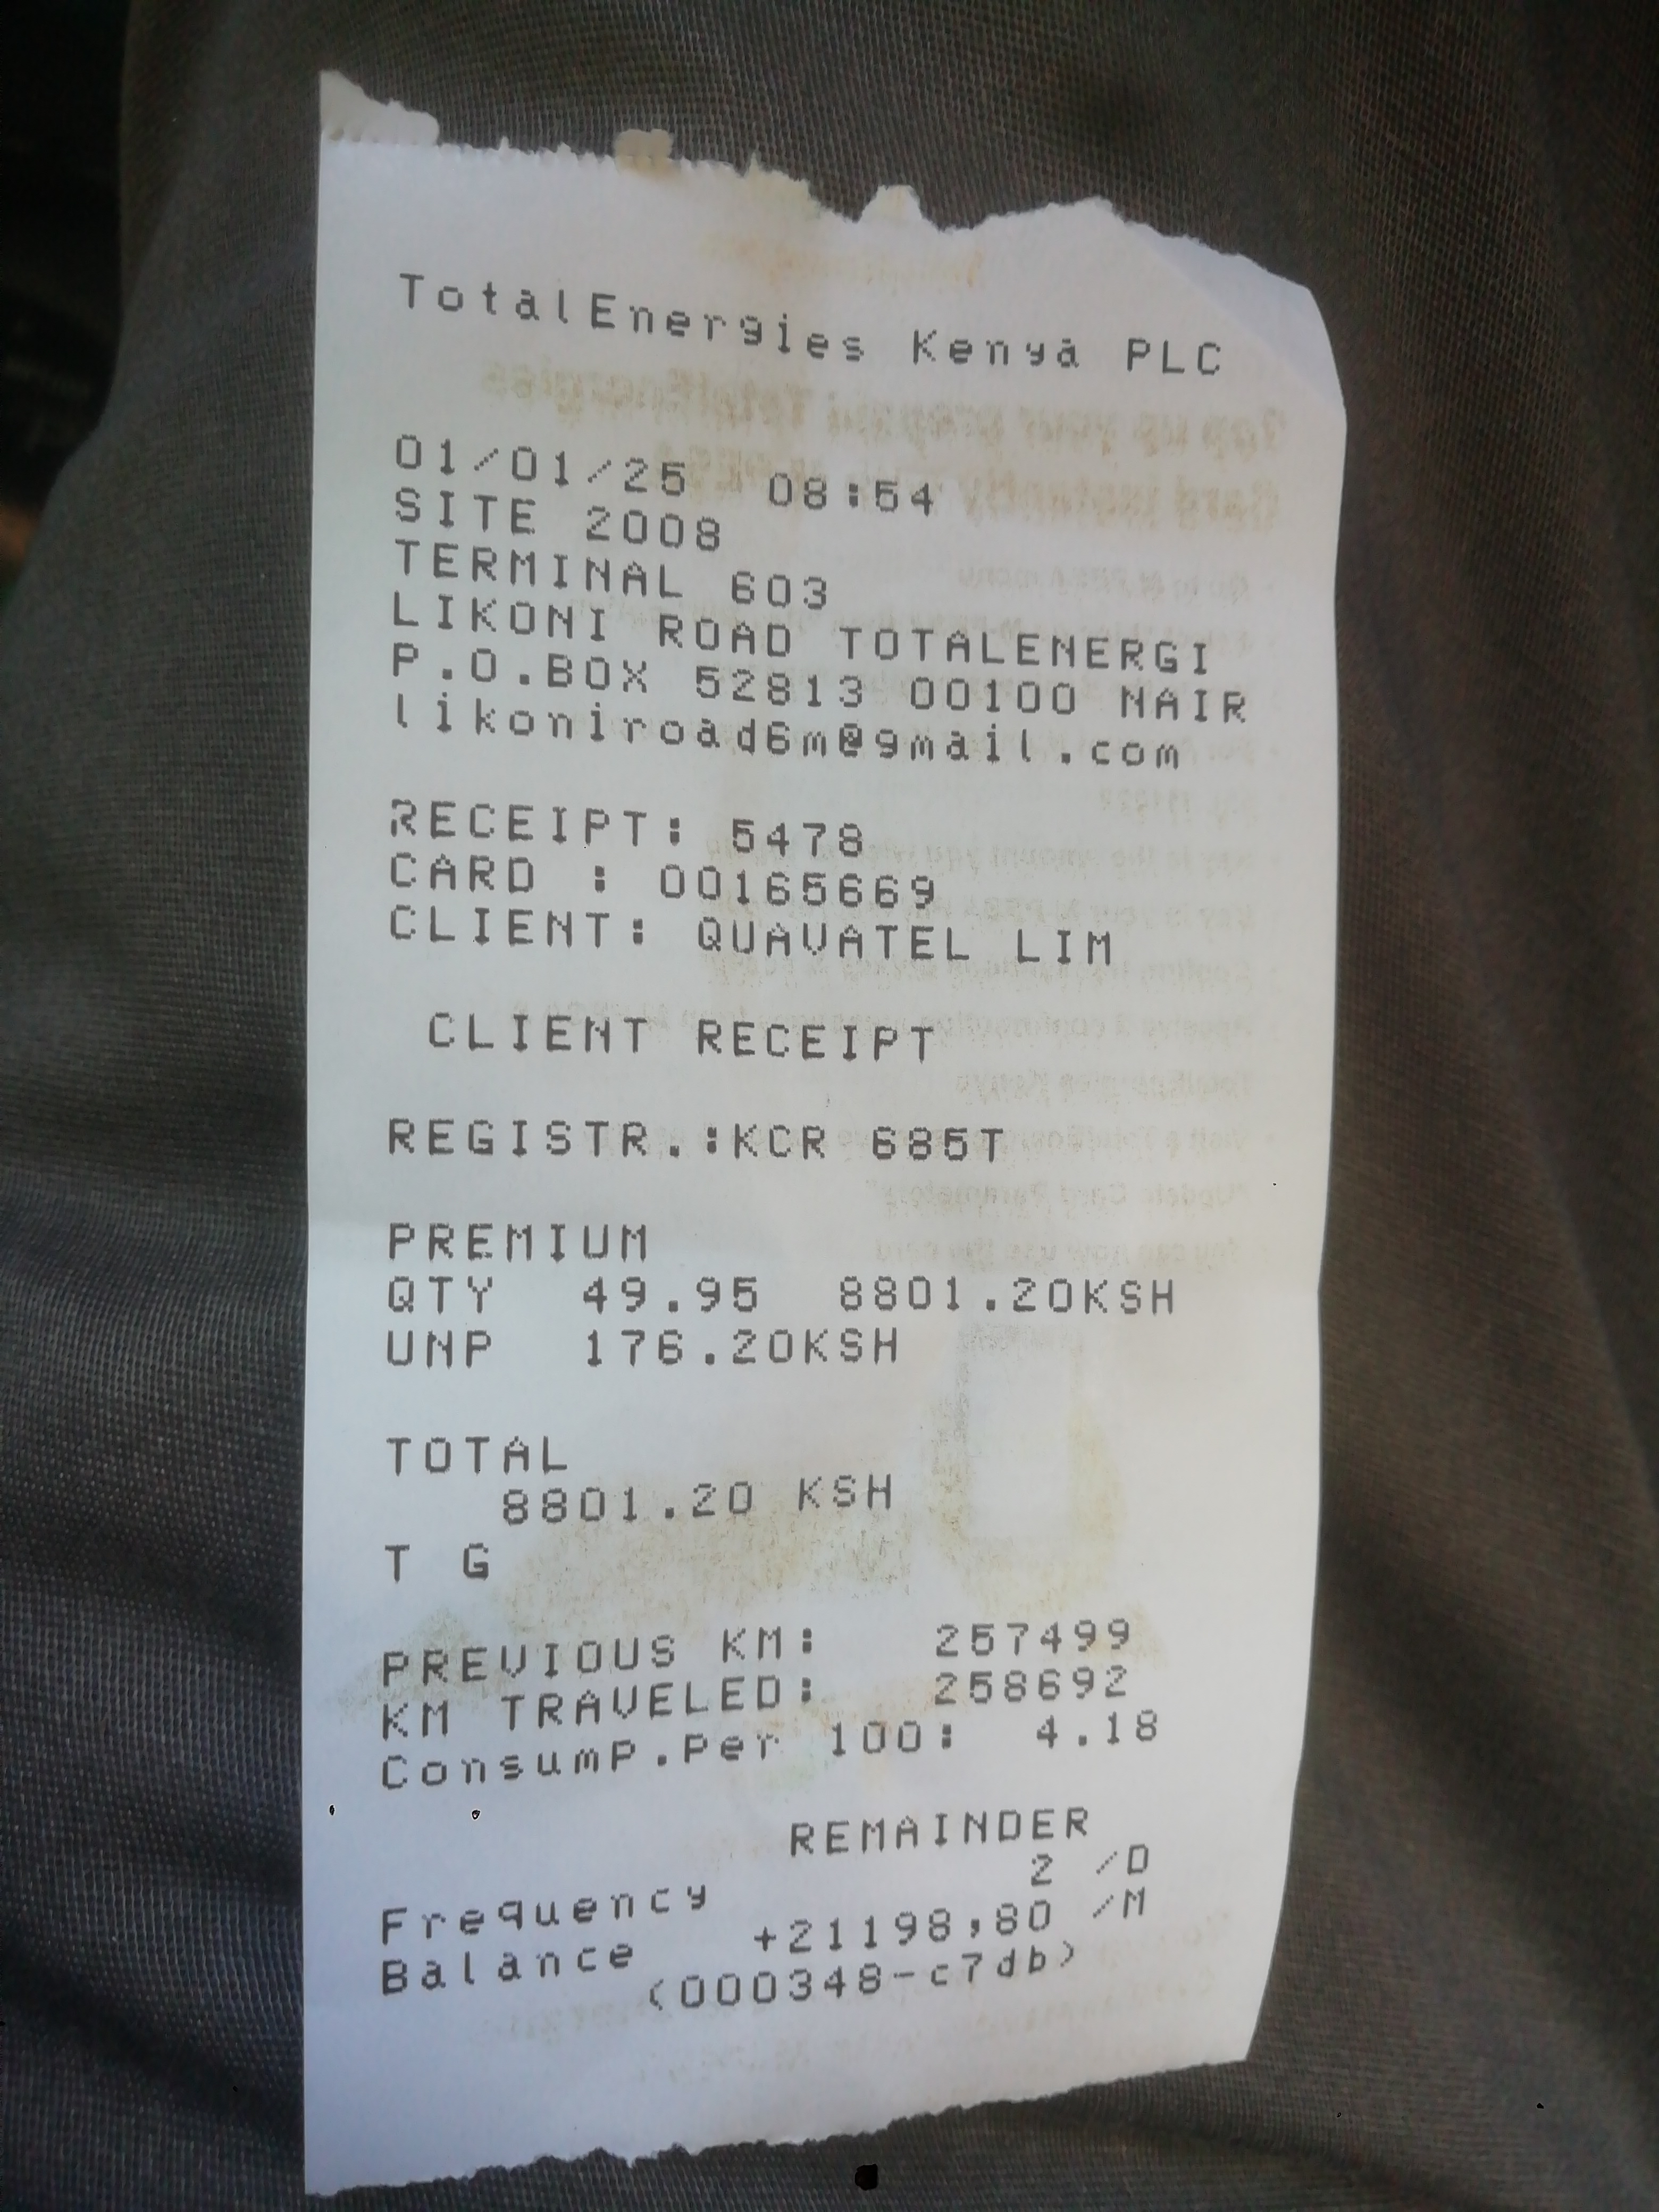 TotalEnergies Kenya PLC
01/01/25 08:54
SITE 2008
TERMINAL 603
LIKONI ROAD TOTALENERGI
P.O.BOX 52813 00100 NAIR
likoniroad6m@gmail.com
RECEIPT: 5478
CARD : 00165669
CLIENT: QUAVATEL LIM
CLIENT RECEIPT
REGISTR.:KCR 685T
PREMIUM
QTY 49.95 8801.20KSH
UNP 176.20KSH
TOTAL
8801.20 KSH
T G
PREVIOUS KM: 257499
KM TRAVELED: 258692
Consump.Per 100: 4.18
REMAINDER
Frequency 2 /D
Balance +21198,80 /M
(000348-c7db)